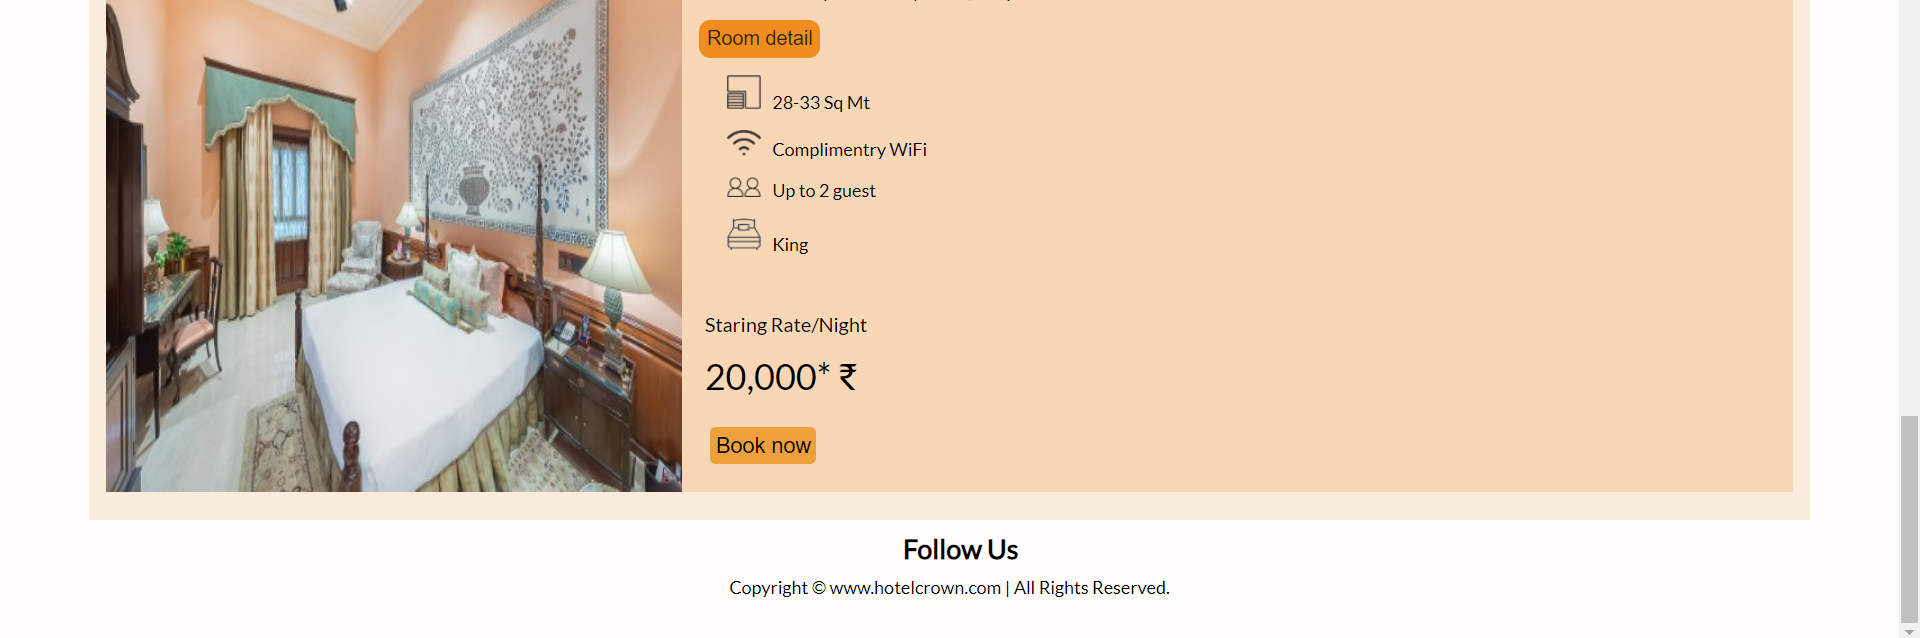 Room detail
28-33 Sq Mt
Complimentry WiFi
Up to 2 guest
King
Staring Rate/Night
20,000* ₹
Book now
Follow Us
Copyright © www.hotelcrown.com | All Rights Reserved.